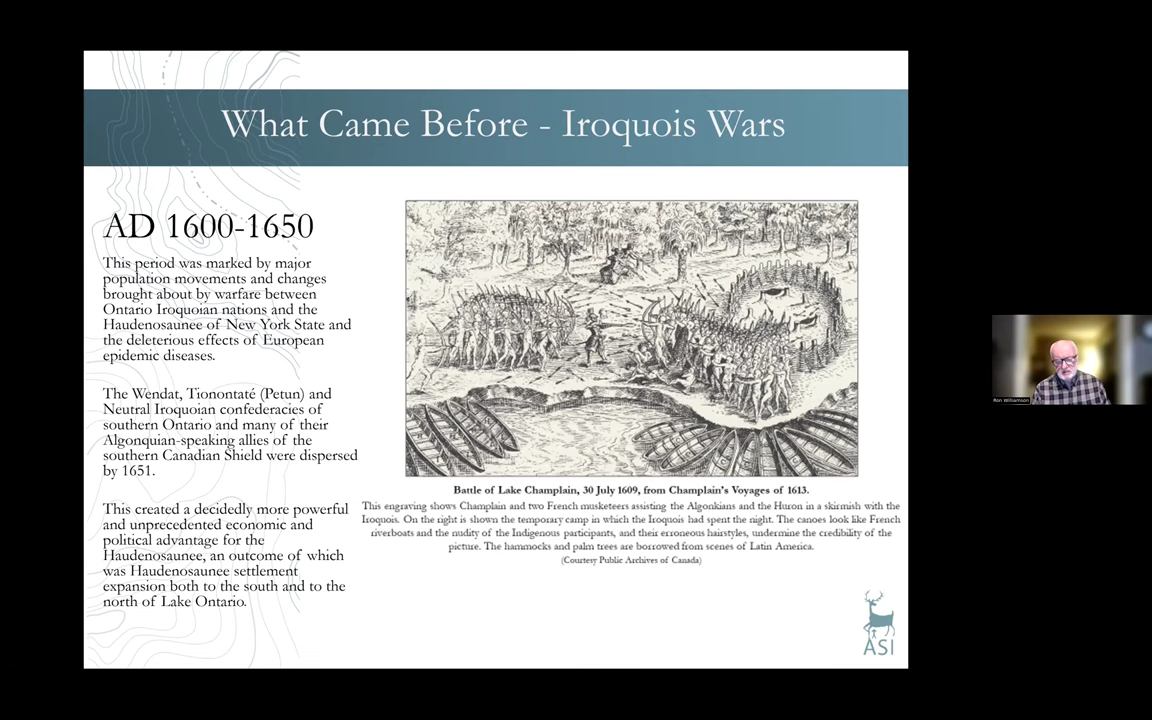 What Came Before - Iroquois Wars
AD 1600-1650
This period was marked by major
population movements and changes
brought about by warfare between
Ontario Iroquoian nations and the
Haudenosaunee of New York State and
the deleterious effects of European
epidemic diseases.
The Wendat, Tionontaté (Petun) and
Neutral Iroquoian confederacies of
southern Ontario and many of their
Algonquian-speaking allies of the
southern Canadian Shield were dispersed
by 1651.
This created a decidedly more powerful
and unprecedented economic and
political advantage for the
Haudenosaunee, an outcome of which
was Haudenosaunee settlement
expansion both to the south and to the
north of Lake Ontario.
Battle of Lake Champlain, 30 July 1609, from Champlain's Voyages of 1613.
This engraving shows Champlain and two French musketeers assisting the Algonkians and the Huron in a skirmish with the
Iroquois. On the right is shown the temporary camp in which the Iroquois had spent the night. The canoes look like French
riverboats and the nudity of the Indigenous participants, and their erroneous hairstyles, undermine the credibility of the
picture. The hammocks and palm trees are borrowed from scenes of Latin America.
(Courtesy Public Archives of Canada)
ASI
Ron Williamson